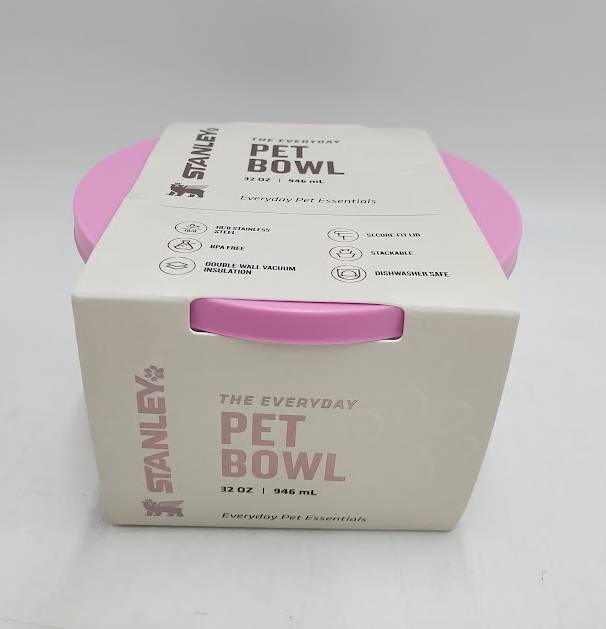 STANLEY
THE EVERYDAY
PET
BOWL
32 OZ | 946 mL
Everyday Pet Essentials
18/8
18/8 STAINLESS
STEEL
BPA FREE
DOUBLE WALL VACUUM
INSULATION
SECURE-FIT LID
STACKABLE
DISHWASHER SAFE
STANLEY
THE EVERYDAY
PET
BOWL
32 OZ | 946 mL
Everyday Pet Essentials